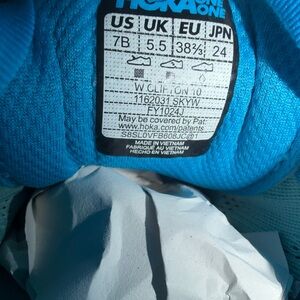 HOKA ONE ONE
US UK EU JPN
7B 5.5 38⅔ 24
W CLIFTON 10
1162031 SKYW
FY1024J
May be covered by Pat:
www.hoka.com/patents
MADE IN VIETNAM
FABRIQUÉ AU VIETNAM
HECHO EN VIETNAM